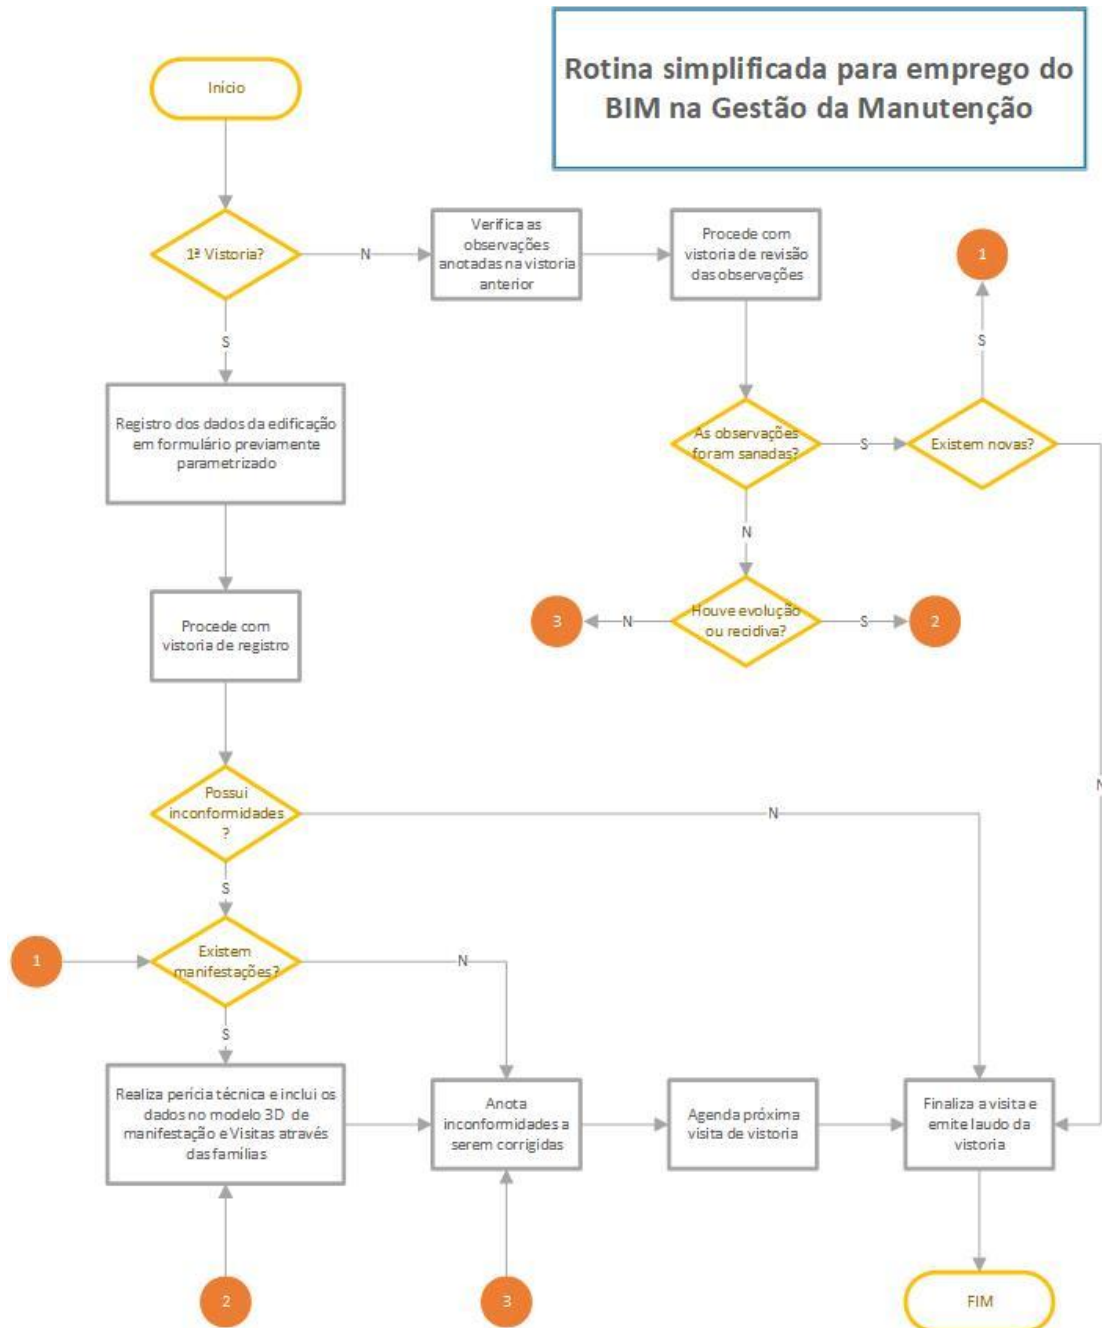 Rotina simplificada para emprego do
BIM na Gestão da Manutenção
Início
1ª Vistoria?
N
Verifica as
observações
anotadas na vistoria
anterior
Procede com
vistoria de revisão
das observações
1
S
S
Registro dos dados da edificação
em formulário previamente
parametrizado
As observações
foram sanadas?
S
Existem novas?
N
Procede com
vistoria de registro
3
N
Houve evolução
ou recidiva?
S
2
Possui
inconformidades
?
N
N
S
1
Existem
manifestações?
N
S
Realiza perícia técnica e inclui os
dados no modelo 3D de
manifestação e Visitas através
das famílias
Anota
inconformidades a
serem corrigidas
Agenda próxima
visita de vistoria
Finaliza a visita e
emite laudo da
vistoria
2
3
FIM